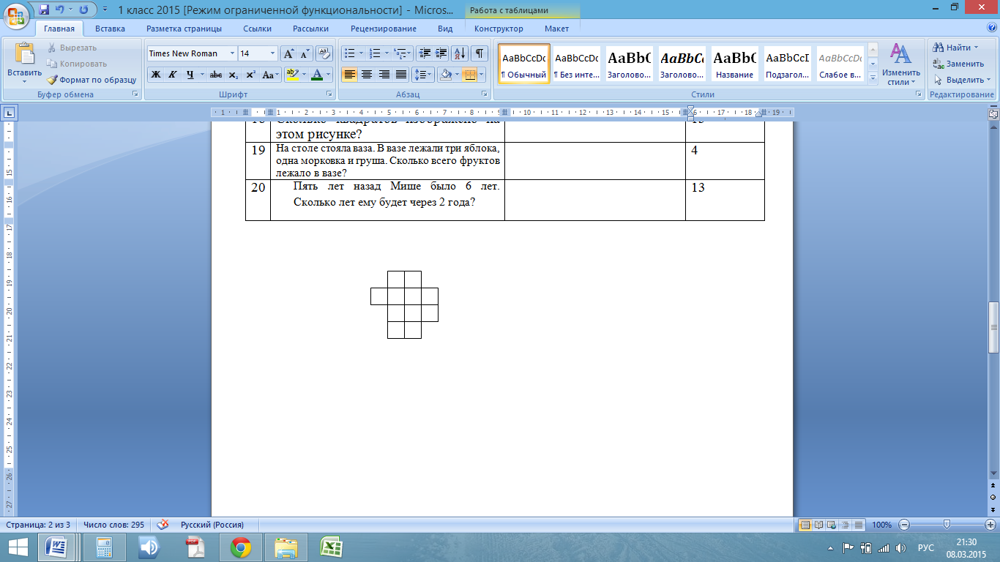 1 класс 2015 [Режим ограниченной функциональности] - Micros...
Работа с таблицами
Главная Вставка Разметка страницы Ссылки Рассылки Рецензирование Вид Конструктор Макет
Вставить
Вырезать
Копировать
Формат по образцу
Буфер обмена
Times New Roman 14
Ж К Ч abc x₂ x² Aa
Шрифт
Абзац
AaBbCcDc AaBbCcDc AaBbC AaBbCc AaBbC AaBbCcI AaBbCcDc
¶ Обычный ¶ Без инте... Заголово... Заголово... Название Подзагол... Слабое в...
Изменить
стили
Стили
Найти
Заменить
Выделить
Редактирование
этом рисунке?
19 На столе стояла ваза. В вазе лежали три яблока, 4
одна морковка и груша. Сколько всего фруктов
лежало в вазе?
20 Пять лет назад Мише было 6 лет. 13
Сколько лет ему будет через 2 года?
Страница: 2 из 3 Число слов: 295 Русский (Россия) 100%
РУС
21:30
08.03.2015